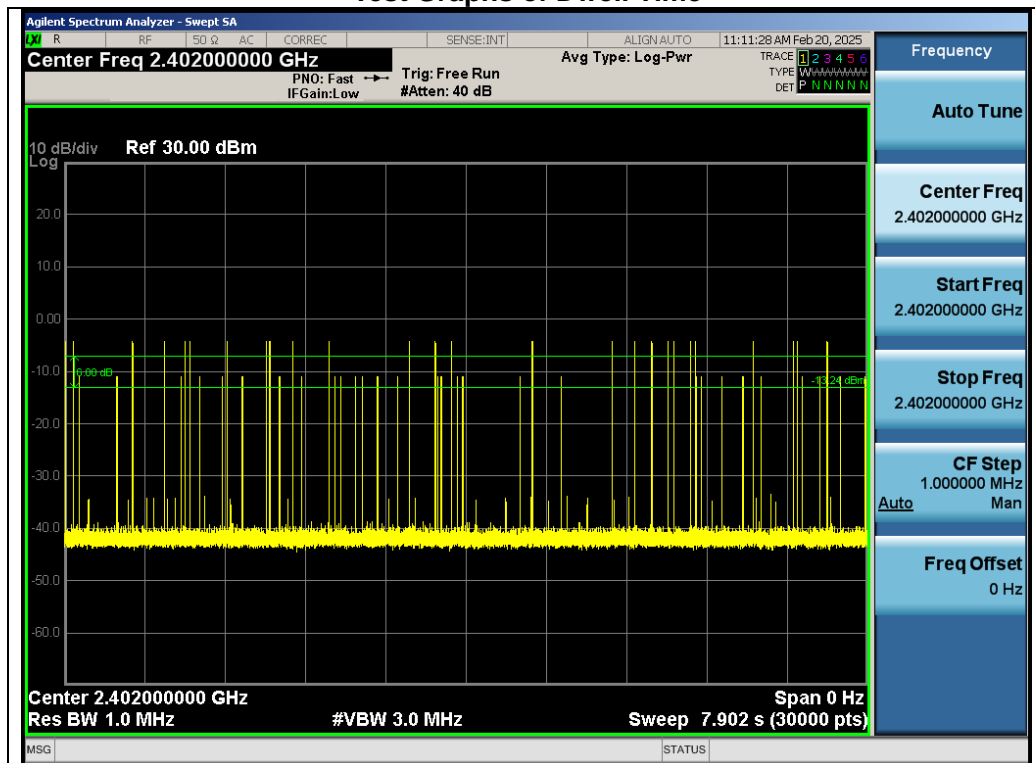 Test Graphs of Dwell Time
Agilent Spectrum Analyzer - Swept SA
LXI R RF 50 Ω AC CORREC SENSE:INT ALIGN AUTO 11:11:28 AM Feb 20, 2025
Center Freq 2.402000000 GHz Avg Type: Log-Pwr TRACE 1 2 3 4 5 6
PNO: Fast Trig: Free Run TYPE W
IFGain:Low #Atten: 40 dB DET P N N N N N
10 dB/div Ref 30.00 dBm
Log
20.0
10.0
0.00
-10.0
6.00 dB
-13.24 dBm
-20.0
-30.0
-40.0
-50.0
-60.0
Center 2.402000000 GHz Span 0 Hz
Res BW 1.0 MHz #VBW 3.0 MHz Sweep 7.902 s (30000 pts)
MSG STATUS
Frequency
Auto Tune
Center Freq
2.402000000 GHz
Start Freq
2.402000000 GHz
Stop Freq
2.402000000 GHz
CF Step
1.000000 MHz
Auto Man
Freq Offset
0 Hz